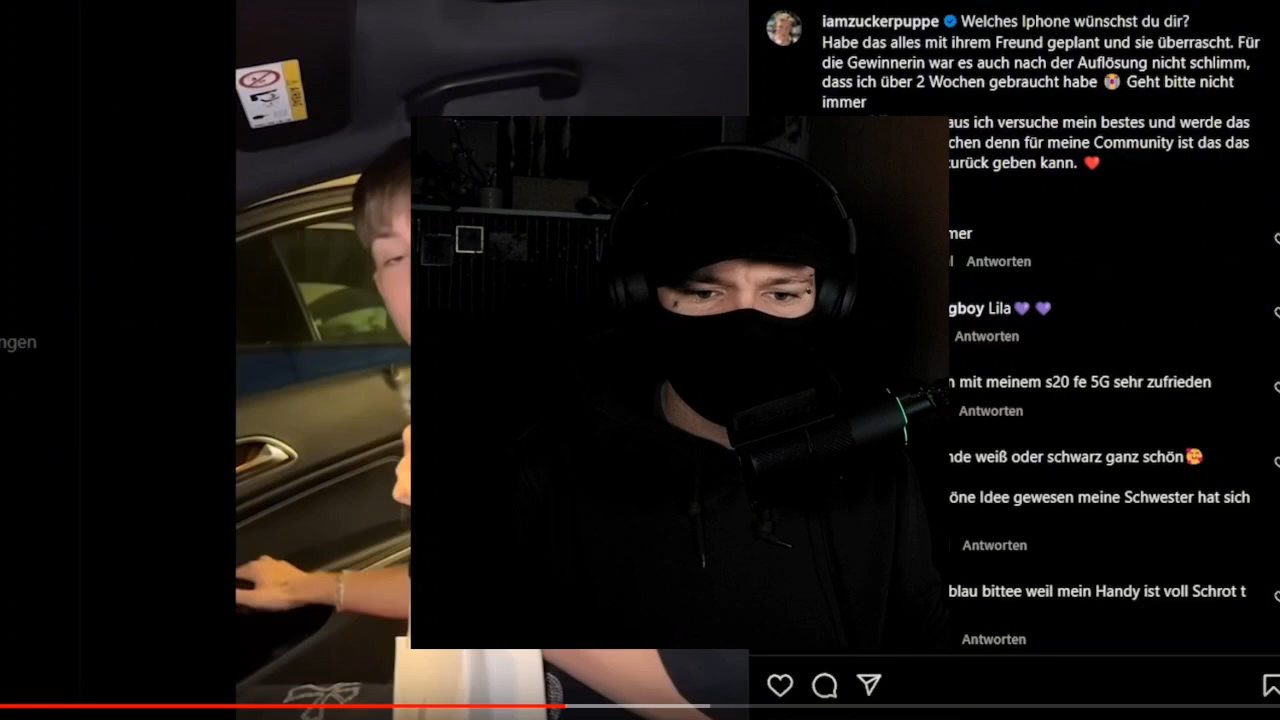 iamzuckerpuppe Welches Iphone wünschst du dir?
Habe das alles mit ihrem Freund geplant und sie überrascht. Für
die Gewinnerin war es auch nach der Auflösung nicht schlimm,
dass ich über 2 Wochen gebraucht habe 😭 Geht bitte nicht
immer
aus ich versuche mein bestes und werde das
chen denn für meine Community ist das das
zurück geben kann. ❤️
ngen
mer
Antworten
gboy Lila💜 💜
Antworten
n mit meinem s20 fe 5G sehr zufrieden
Antworten
nde weiß oder schwarz ganz schön🥰
öne Idee gewesen meine Schwester hat sich
Antworten
blau bittee weil mein Handy ist voll Schrot t
Antworten